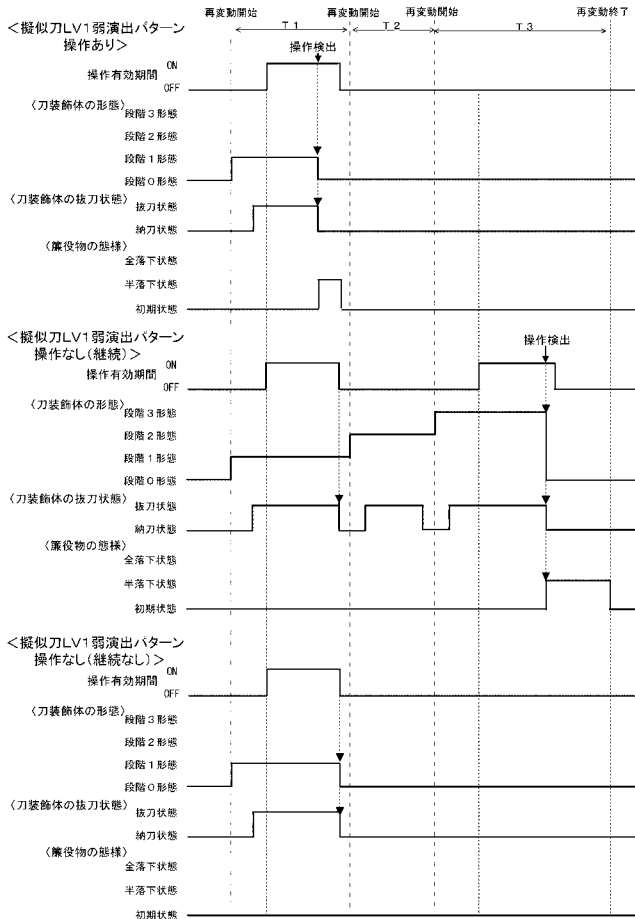 再変動開始 再変動開始 再変動開始 再変動終了
T1 T2 T3
<擬似刀LV1弱演出パターン
操作あり>
操作検出
操作有効期間 ON
OFF
〈刀装飾体の形態〉
段階3形態
段階2形態
段階1形態
段階0形態
〈刀装飾体の抜刀状態〉
抜刀状態
納刀状態
〈簾役物の態様〉
全落下状態
半落下状態
初期状態
<擬似刀LV1弱演出パターン
操作なし(継続)>
操作検出
操作有効期間 ON
OFF
〈刀装飾体の形態〉
段階3形態
段階2形態
段階1形態
段階0形態
〈刀装飾体の抜刀状態〉
抜刀状態
納刀状態
〈簾役物の態様〉
全落下状態
半落下状態
初期状態
<擬似刀LV1弱演出パターン
操作なし(継続なし)>
操作有効期間 ON
OFF
〈刀装飾体の形態〉
段階3形態
段階2形態
段階1形態
段階0形態
〈刀装飾体の抜刀状態〉
抜刀状態
納刀状態
〈簾役物の態様〉
全落下状態
半落下状態
初期状態